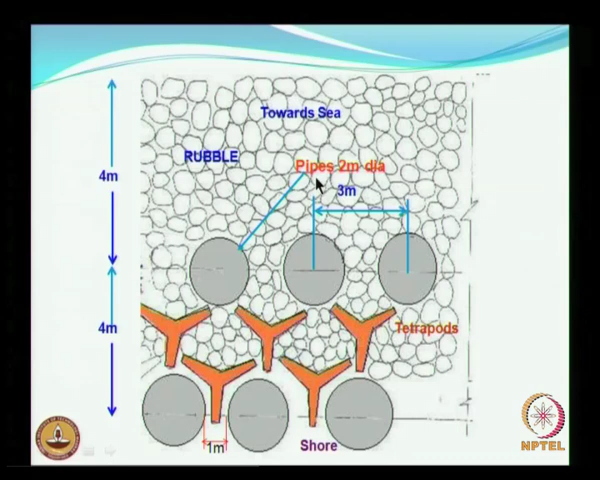 Towards Sea
RUBBLE
Pipes 2m dia
4m
3m
4m
Tetrapods
Shore
1m
NPTEL